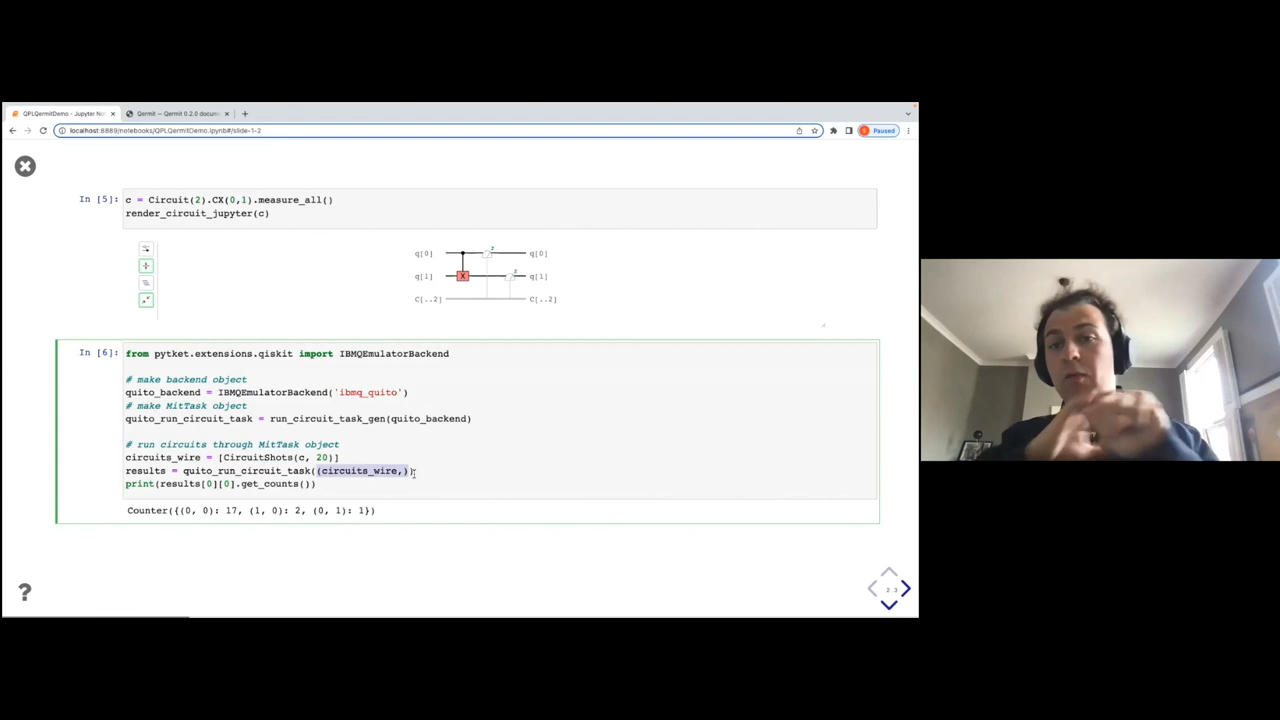 QPLQermitDemo - Jupyter No
Qermit — Qermit 0.2.0 docum
localhost:8889/notebooks/QPLQermitDemo.ipynb#/slide-1-2
Paused
In [5]:
c = Circuit(2).CX(0,1).measure_all()
render_circuit_jupyter(c)
q[0] z q[0]
q[1] X z q[1]
C[..2] C[..2]
In [6]:
from pytket.extensions.qiskit import IBMQEmulatorBackend
# make backend object
quito_backend = IBMQEmulatorBackend('ibmq_quito')
# make MitTask object
quito_run_circuit_task = run_circuit_task_gen(quito_backend)
# run circuits through MitTask object
circuits_wire = [CircuitShots(c, 20)]
results = quito_run_circuit_task((circuits_wire,))
print(results[0][0].get_counts())
Counter({(0, 0): 17, (1, 0): 2, (0, 1): 1})
?
2.3